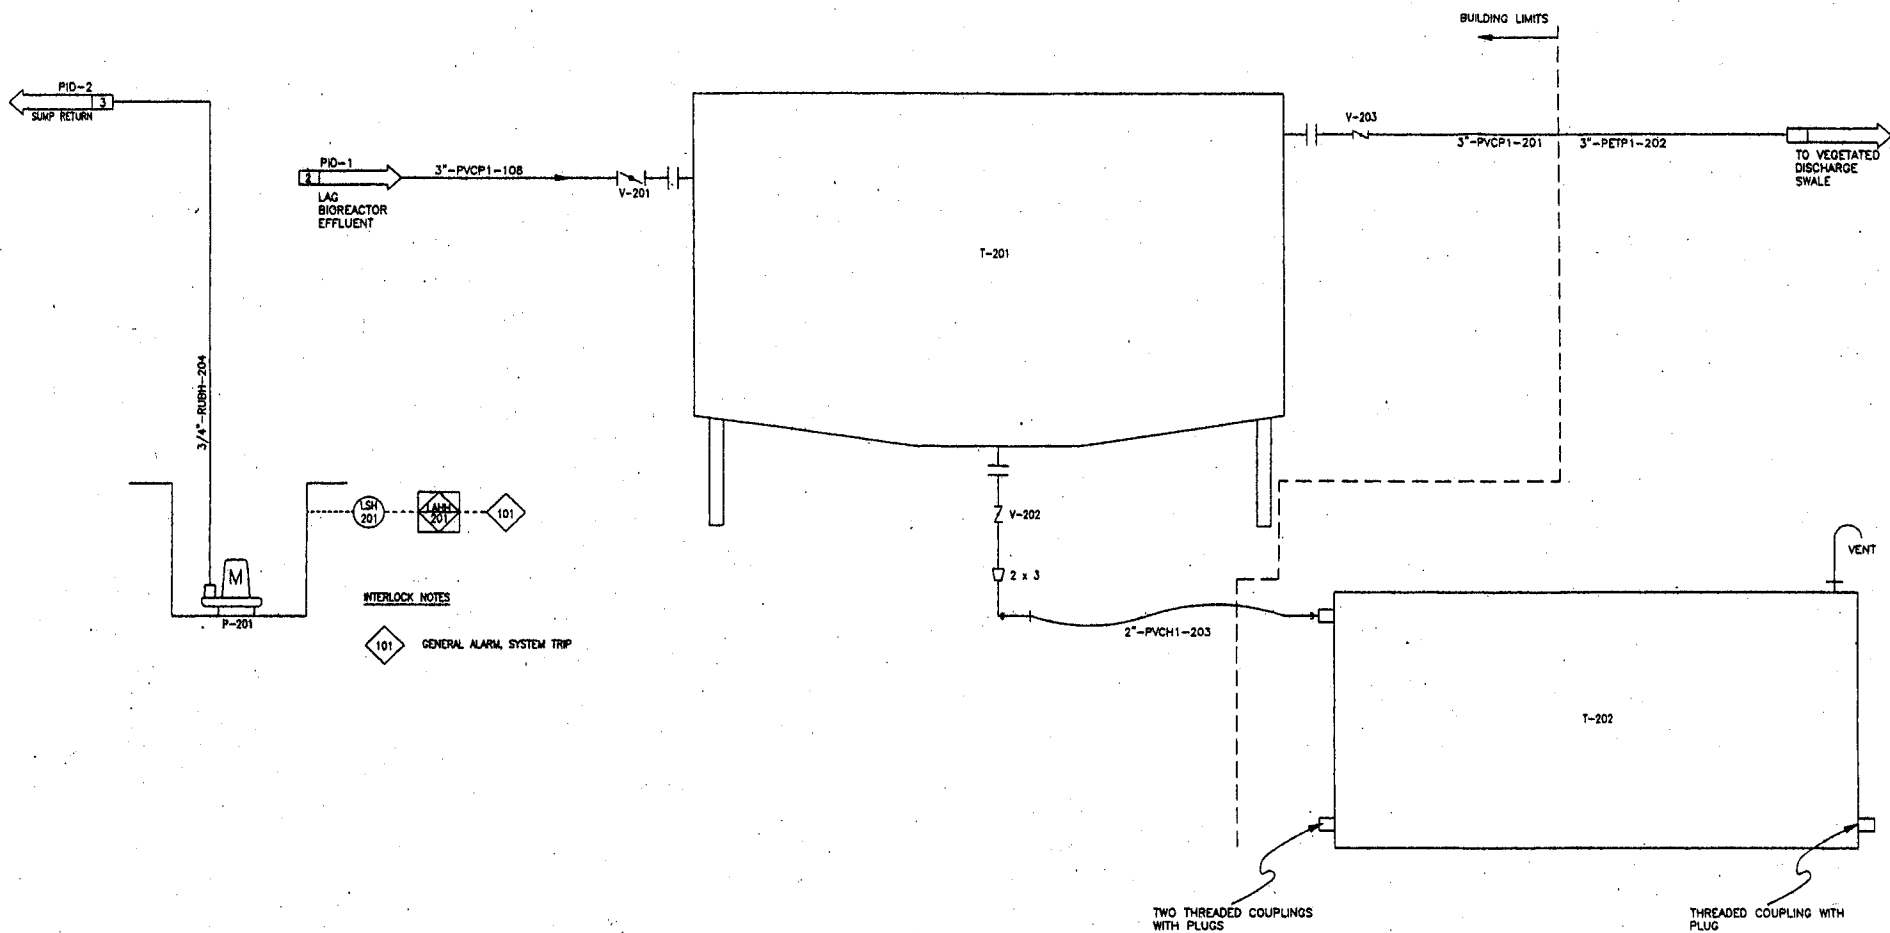 BUILDING LIMITS
PID-2
3
SUMP RETURN
V-203
3"-PVCP1-201
3"-PETP1-202
TO VEGETATED
DISCHARGE
SWALE
PID-1
2
3"-PVCP1-108
V-201
LAG
BIOREACTOR
EFFLUENT
T-201
3/4"-RUBH-204
LSH
201
LAHH
201
101
V-202
2 x 3
VENT
M
P-201
INTERLOCK NOTES
101
GENERAL ALARM, SYSTEM TRIP
2"-PVCH1-203
T-202
TWO THREADED COUPLINGS
WITH PLUGS
THREADED COUPLING WITH
PLUG